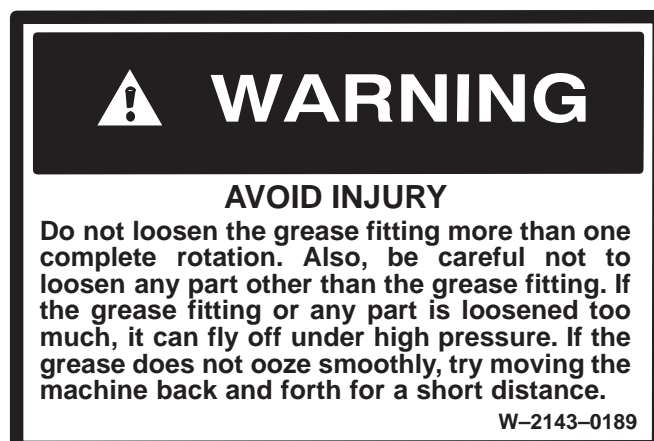 WARNING
AVOID INJURY
Do not loosen the grease fitting more than one
complete rotation. Also, be careful not to
loosen any part other than the grease fitting. If
the grease fitting or any part is loosened too
much, it can fly off under high pressure. If the
grease does not ooze smoothly, try moving the
machine back and forth for a short distance.
W–2143–0189